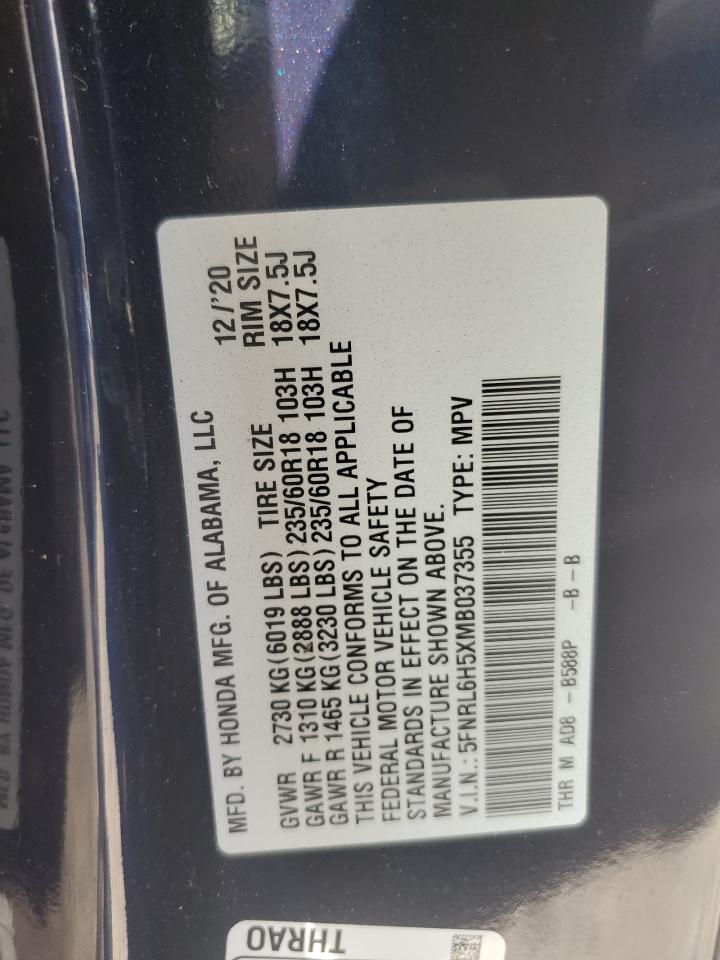 MFD. BY HONDA MFG. OF ALABAMA, LLC 12/'20
GVWR 2730 KG(6019 LBS) TIRE SIZE RIM SIZE
GAWR F 1310 KG(2888 LBS)235/60R18 103H 18X7.5J
GAWR R 1465 KG(3230 LBS)235/60R18 103H 18X7.5J
THIS VEHICLE CONFORMS TO ALL APPLICABLE
FEDERAL MOTOR VEHICLE SAFETY
STANDARDS IN EFFECT ON THE DATE OF
MANUFACTURE SHOWN ABOVE.
V.I.N.:5FNRL6H5XMB037355 TYPE: MPV
THR M AD8 -B588P -B-B
THRAO